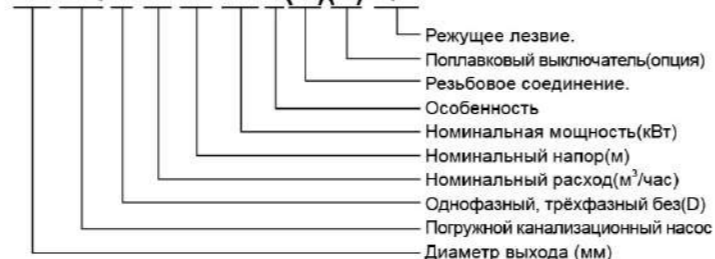 Режущее лезвие.
Поплавковый выключатель(опция)
Резьбовое соединение.
Особенность
Номинальная мощность(кВт)
Номинальный напор(м)
Номинальный расход(м³/час)
Однофазный, трёхфазный без(D)
Погружной канализационный насос
Диаметр выхода (мм)